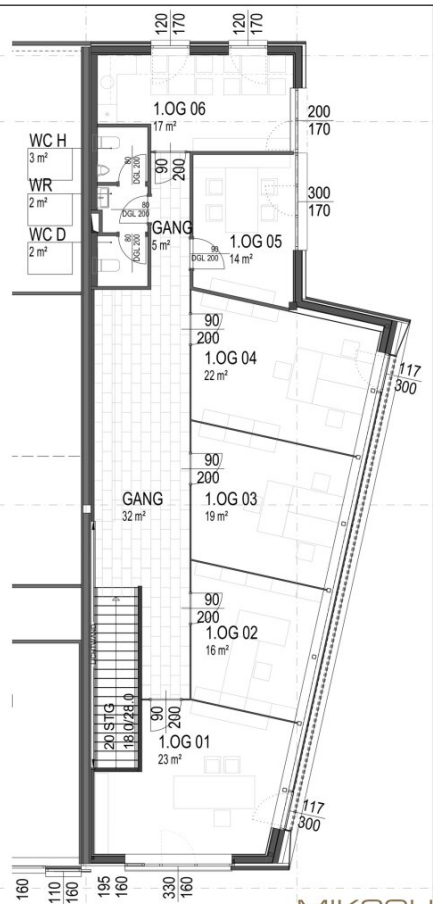 120 120
170 170
1.OG 06
17 m²
200
170
WC H
3 m²
80
DGL 200
90
200
WR
2 m²
80
DGL 200
GANG
5 m²
300
170
WC D
2 m²
80
DGL 200
1.OG 05
14 m²
90
DGL 200
90
200
1.OG 04
22 m²
117
300
90
200
GANG
32 m²
1.OG 03
19 m²
90
200
1.OG 02
16 m²
20 STG
18.0/28.0
90
200
1.OG 01
23 m²
117
300
160
110
160
195
160
330
160